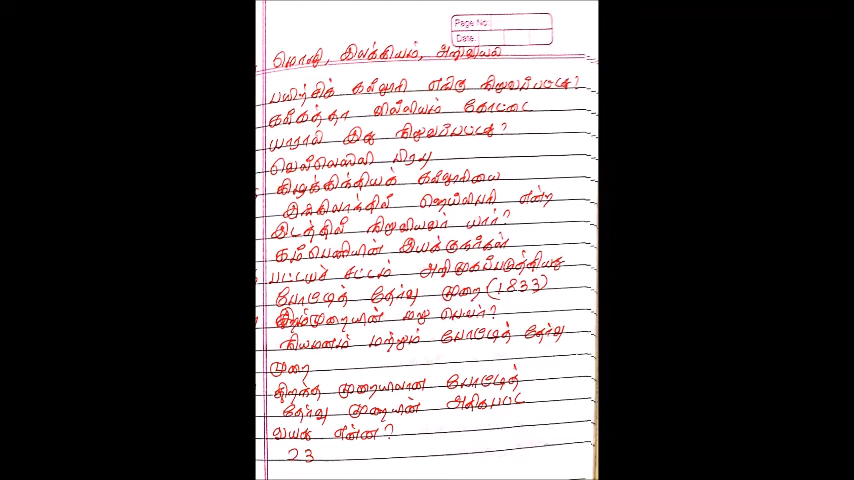 Page No:
Date:
மொழி, இலக்கியம், அறிவியல்
பயிற்சிக் கல்லூரி எங்கு நிறுவப்பட்டது?
கல்கத்தா வில்லியம் கோட்டை
யாரால் இது நிறுவப்பட்டது?
வெல்லெஸ்லி பிரபு
கிழக்கிந்தியக் கல்லூரியை
இங்கிலாந்தில் ஹெய்லிபரி என்ற
இடத்தில் நிறுவியவர் யார்?
கம்பெனியின் இயக்குநர்கள்
பட்டயச் சட்டம் அறிமுகப்படுத்தியது
போட்டித் தேர்வு முறை (1833)
இம்முறையின் மறு பெயர்?
நியமனம் மற்றும் போட்டித் தேர்வு
முறை
திறந்த முறையிலான போட்டித்
தேர்வு முறையின் அதிகபட்ச
வயது என்ன?
23